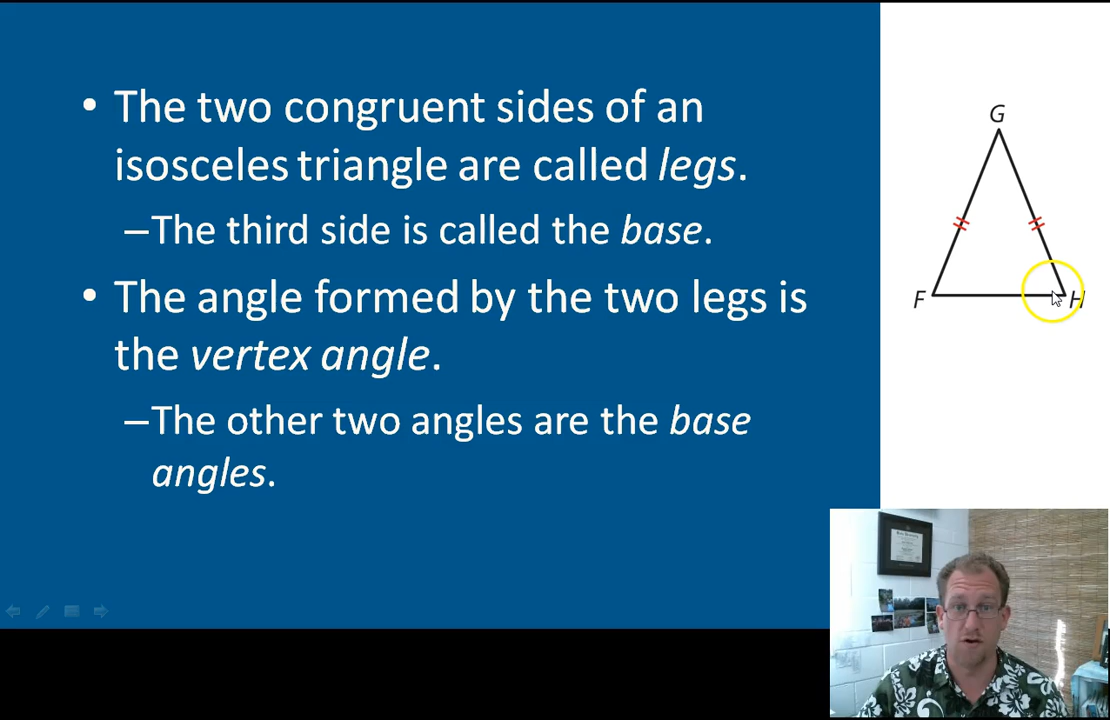 • The two congruent sides of an
isosceles triangle are called legs.
–The third side is called the base.
• The angle formed by the two legs is
the vertex angle.
–The other two angles are the base
angles.
G
F
H